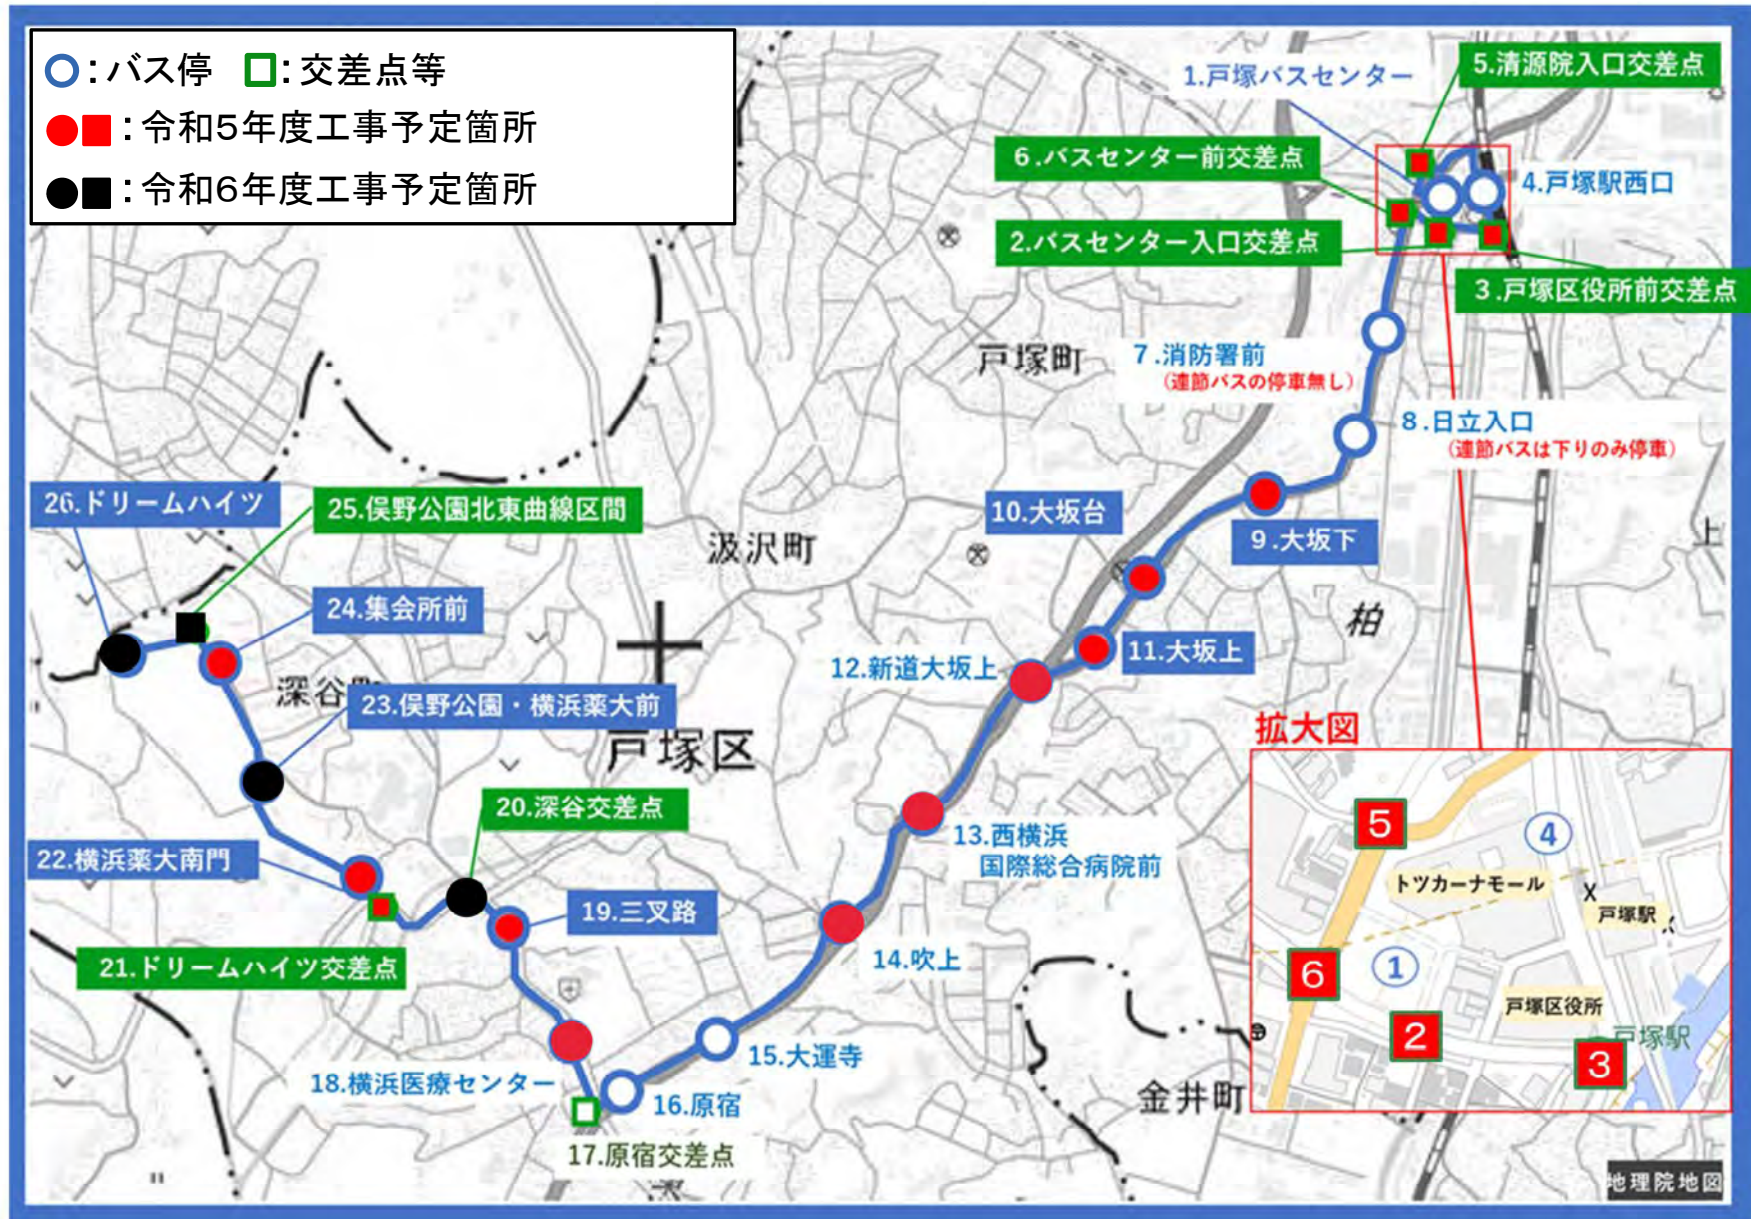 ○:バス停 □:交差点等
●■:令和5年度工事予定箇所
●■:令和6年度工事予定箇所
1.戸塚バスセンター
5.清源院入口交差点
6.バスセンター前交差点
4.戸塚駅西口
2.バスセンター入口交差点
3.戸塚区役所前交差点
戸塚町
7.消防署前
(連節バスの停車無し)
8.日立入口
(連節バスは下りのみ停車)
26.ドリームハイツ
25.俣野公園北東曲線区間
10.大坂台
9.大坂下
汲沢町
上
24.集会所前
柏
12.新道大坂上
11.大坂上
深谷町
23.俣野公園・横浜薬大前
戸塚区
拡大図
20.深谷交差点
13.西横浜
国際総合病院前
22.横浜薬大南門
19.三叉路
14.吹上
21.ドリームハイツ交差点
15.大運寺
18.横浜医療センター
16.原宿
17.原宿交差点
金井町
5
4
トツカーナモール
戸塚駅
6
1
戸塚区役所
2
戸塚駅
3
地理院地図